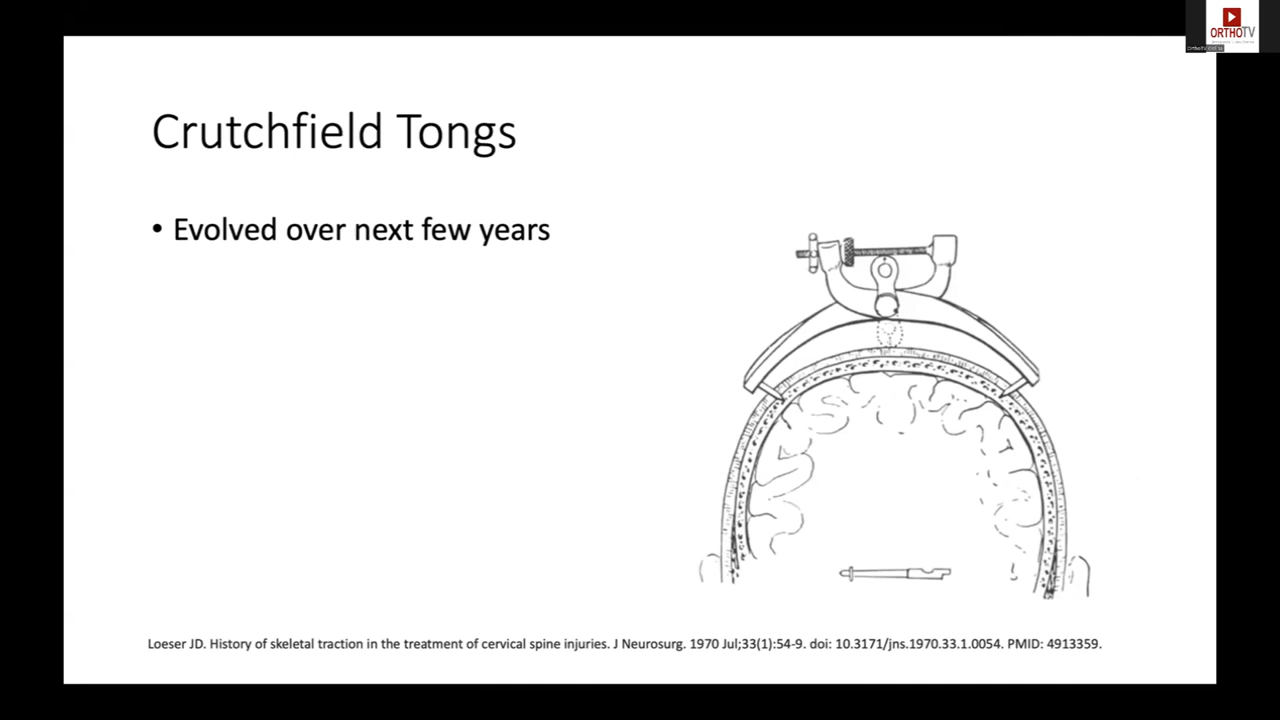 ORTHOTV
Crutchfield Tongs
• Evolved over next few years
Loeser JD. History of skeletal traction in the treatment of cervical spine injuries. J Neurosurg. 1970 Jul;33(1):54-9. doi: 10.3171/jns.1970.33.1.0054. PMID: 4913359.